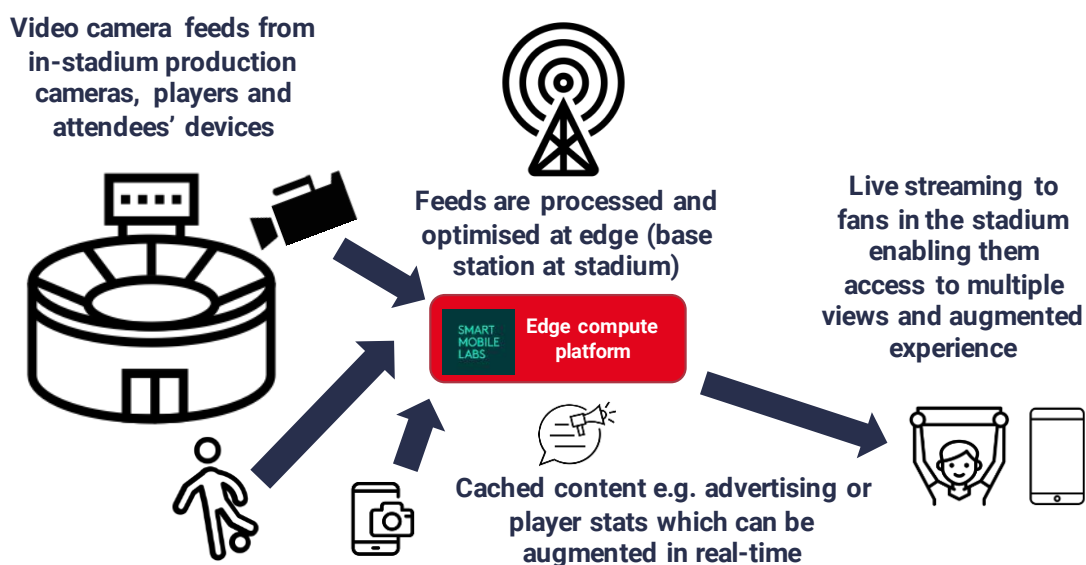 Video camera feeds from
in-stadium production
cameras, players and
attendees’ devices
Feeds are processed and
optimised at edge (base
station at stadium)
SMART
MOBILE
LABS
Edge compute
platform
Live streaming to
fans in the stadium
enabling them
access to multiple
views and augmented
experience
Cached content e.g. advertising or
player stats which can be
augmented in real-time